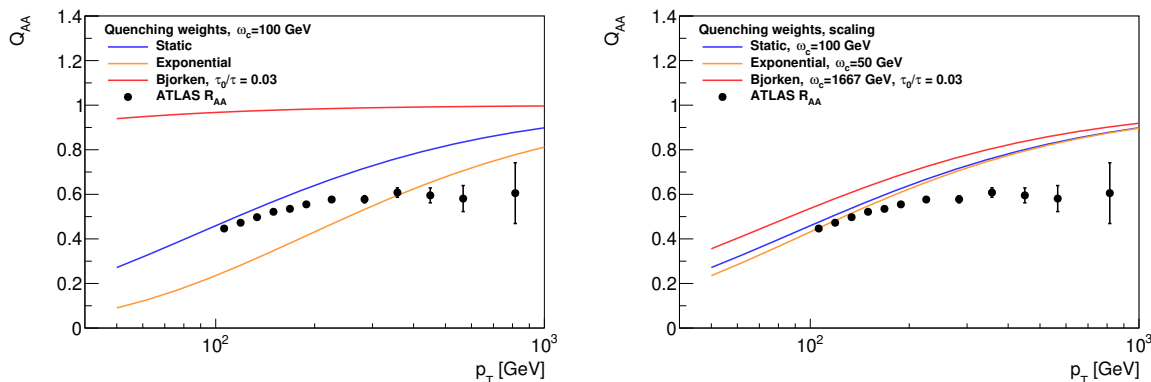 Q_AA
1.4
1.2
1
0.8
0.6
0.4
0.2
0
Quenching weights, ω_c=100 GeV
Static
Exponential
Bjorken, τ_0/τ = 0.03
ATLAS R_AA
10^2
10^3
p_T [GeV]
Q_AA
1.4
1.2
1
0.8
0.6
0.4
0.2
0
Quenching weights, scaling
Static, ω_c=100 GeV
Exponential, ω_c=50 GeV
Bjorken, ω_c=1667 GeV, τ_0/τ = 0.03
ATLAS R_AA
10^2
10^3
p_T [GeV]